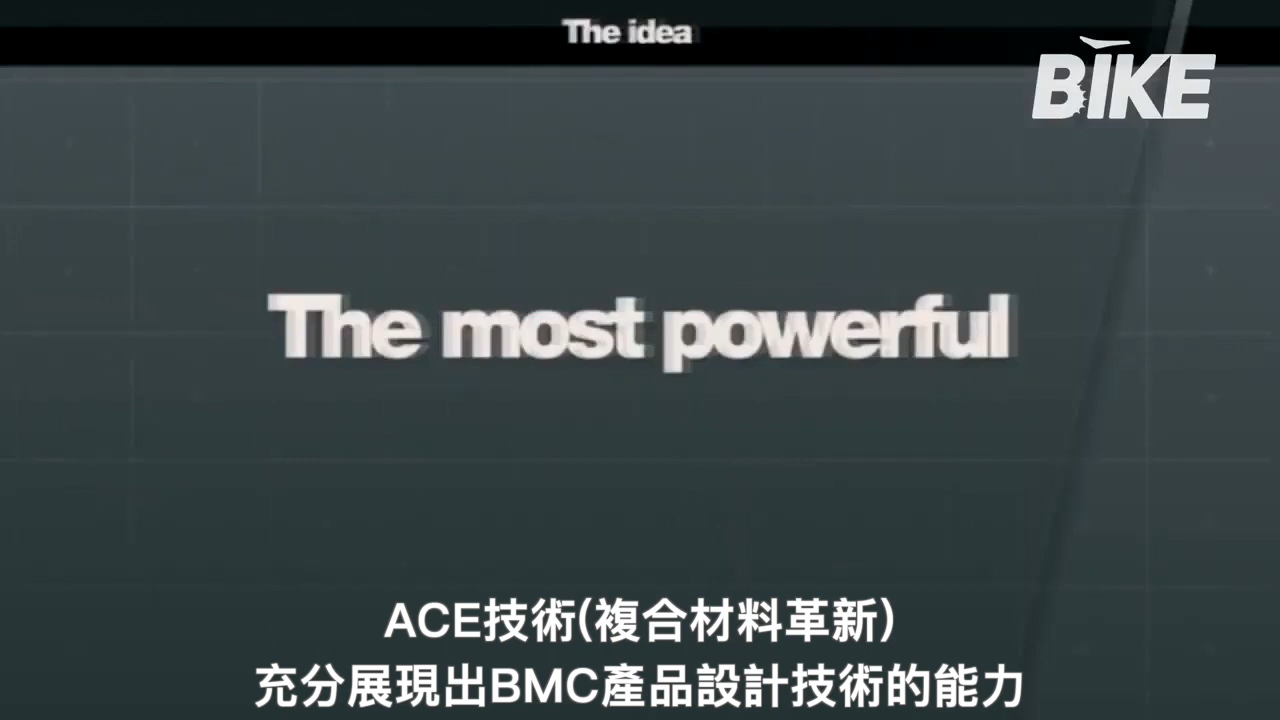 The idea
BIKE
The most powerful
ACE技術(複合材料革新)
充分展現出BMC產品設計技術的能力